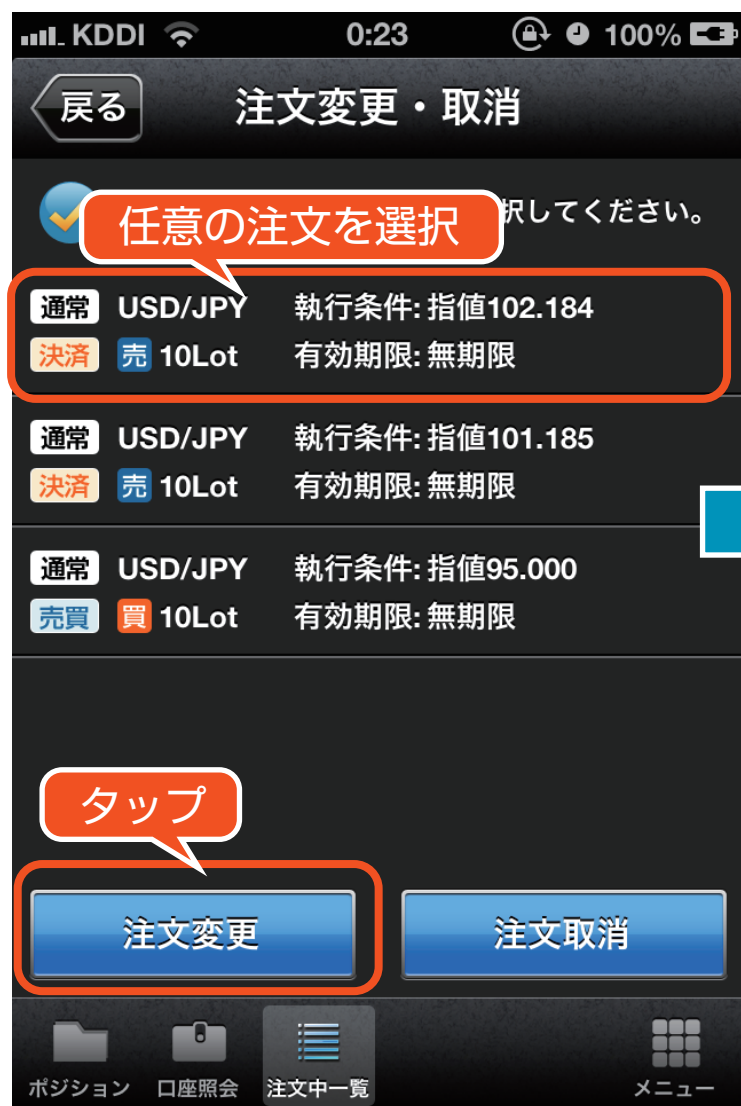 KDDI 0:23 100%
戻る 注文変更・取消
任意の注文を選択
択してください。
通常 USD/JPY 執行条件: 指値102.184
決済 売 10Lot 有効期限: 無期限
通常 USD/JPY 執行条件: 指値101.185
決済 売 10Lot 有効期限: 無期限
通常 USD/JPY 執行条件: 指値95.000
売買 買 10Lot 有効期限: 無期限
タップ
注文変更 注文取消
ポジション 口座照会 注文中一覧 メニュー